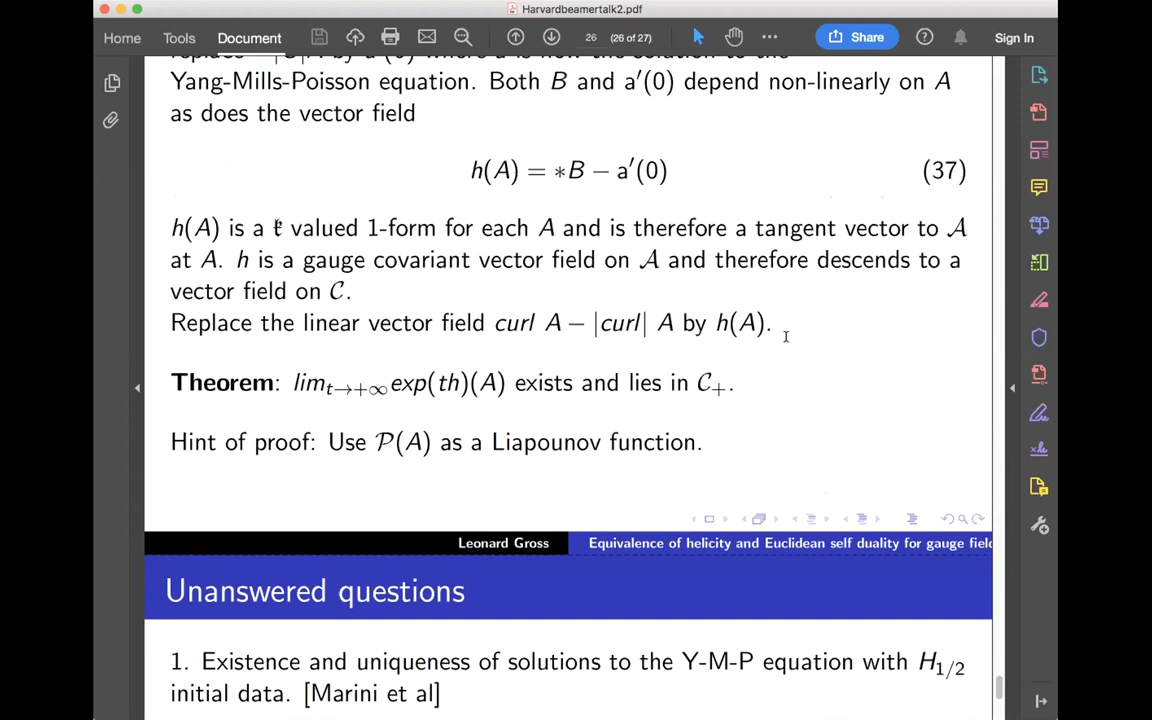 Harvardbeamertalk2.pdf
Home Tools Document 26 (26 of 27) Share Sign In
Yang-Mills-Poisson equation. Both B and a′(0) depend non-linearly on A
as does the vector field
h(A) = ∗B − a′(0) (37)
h(A) is a 𝔨 valued 1-form for each A and is therefore a tangent vector to 𝒜
at A. h is a gauge covariant vector field on 𝒜 and therefore descends to a
vector field on 𝒞.
Replace the linear vector field curl A − |curl| A by h(A).
Theorem: lim_{t→+∞} exp(th)(A) exists and lies in 𝒞₊.
Hint of proof: Use 𝒫(A) as a Liapounov function.
Leonard Gross Equivalence of helicity and Euclidean self duality for gauge field
Unanswered questions
1. Existence and uniqueness of solutions to the Y-M-P equation with H_{1/2}
initial data. [Marini et al]